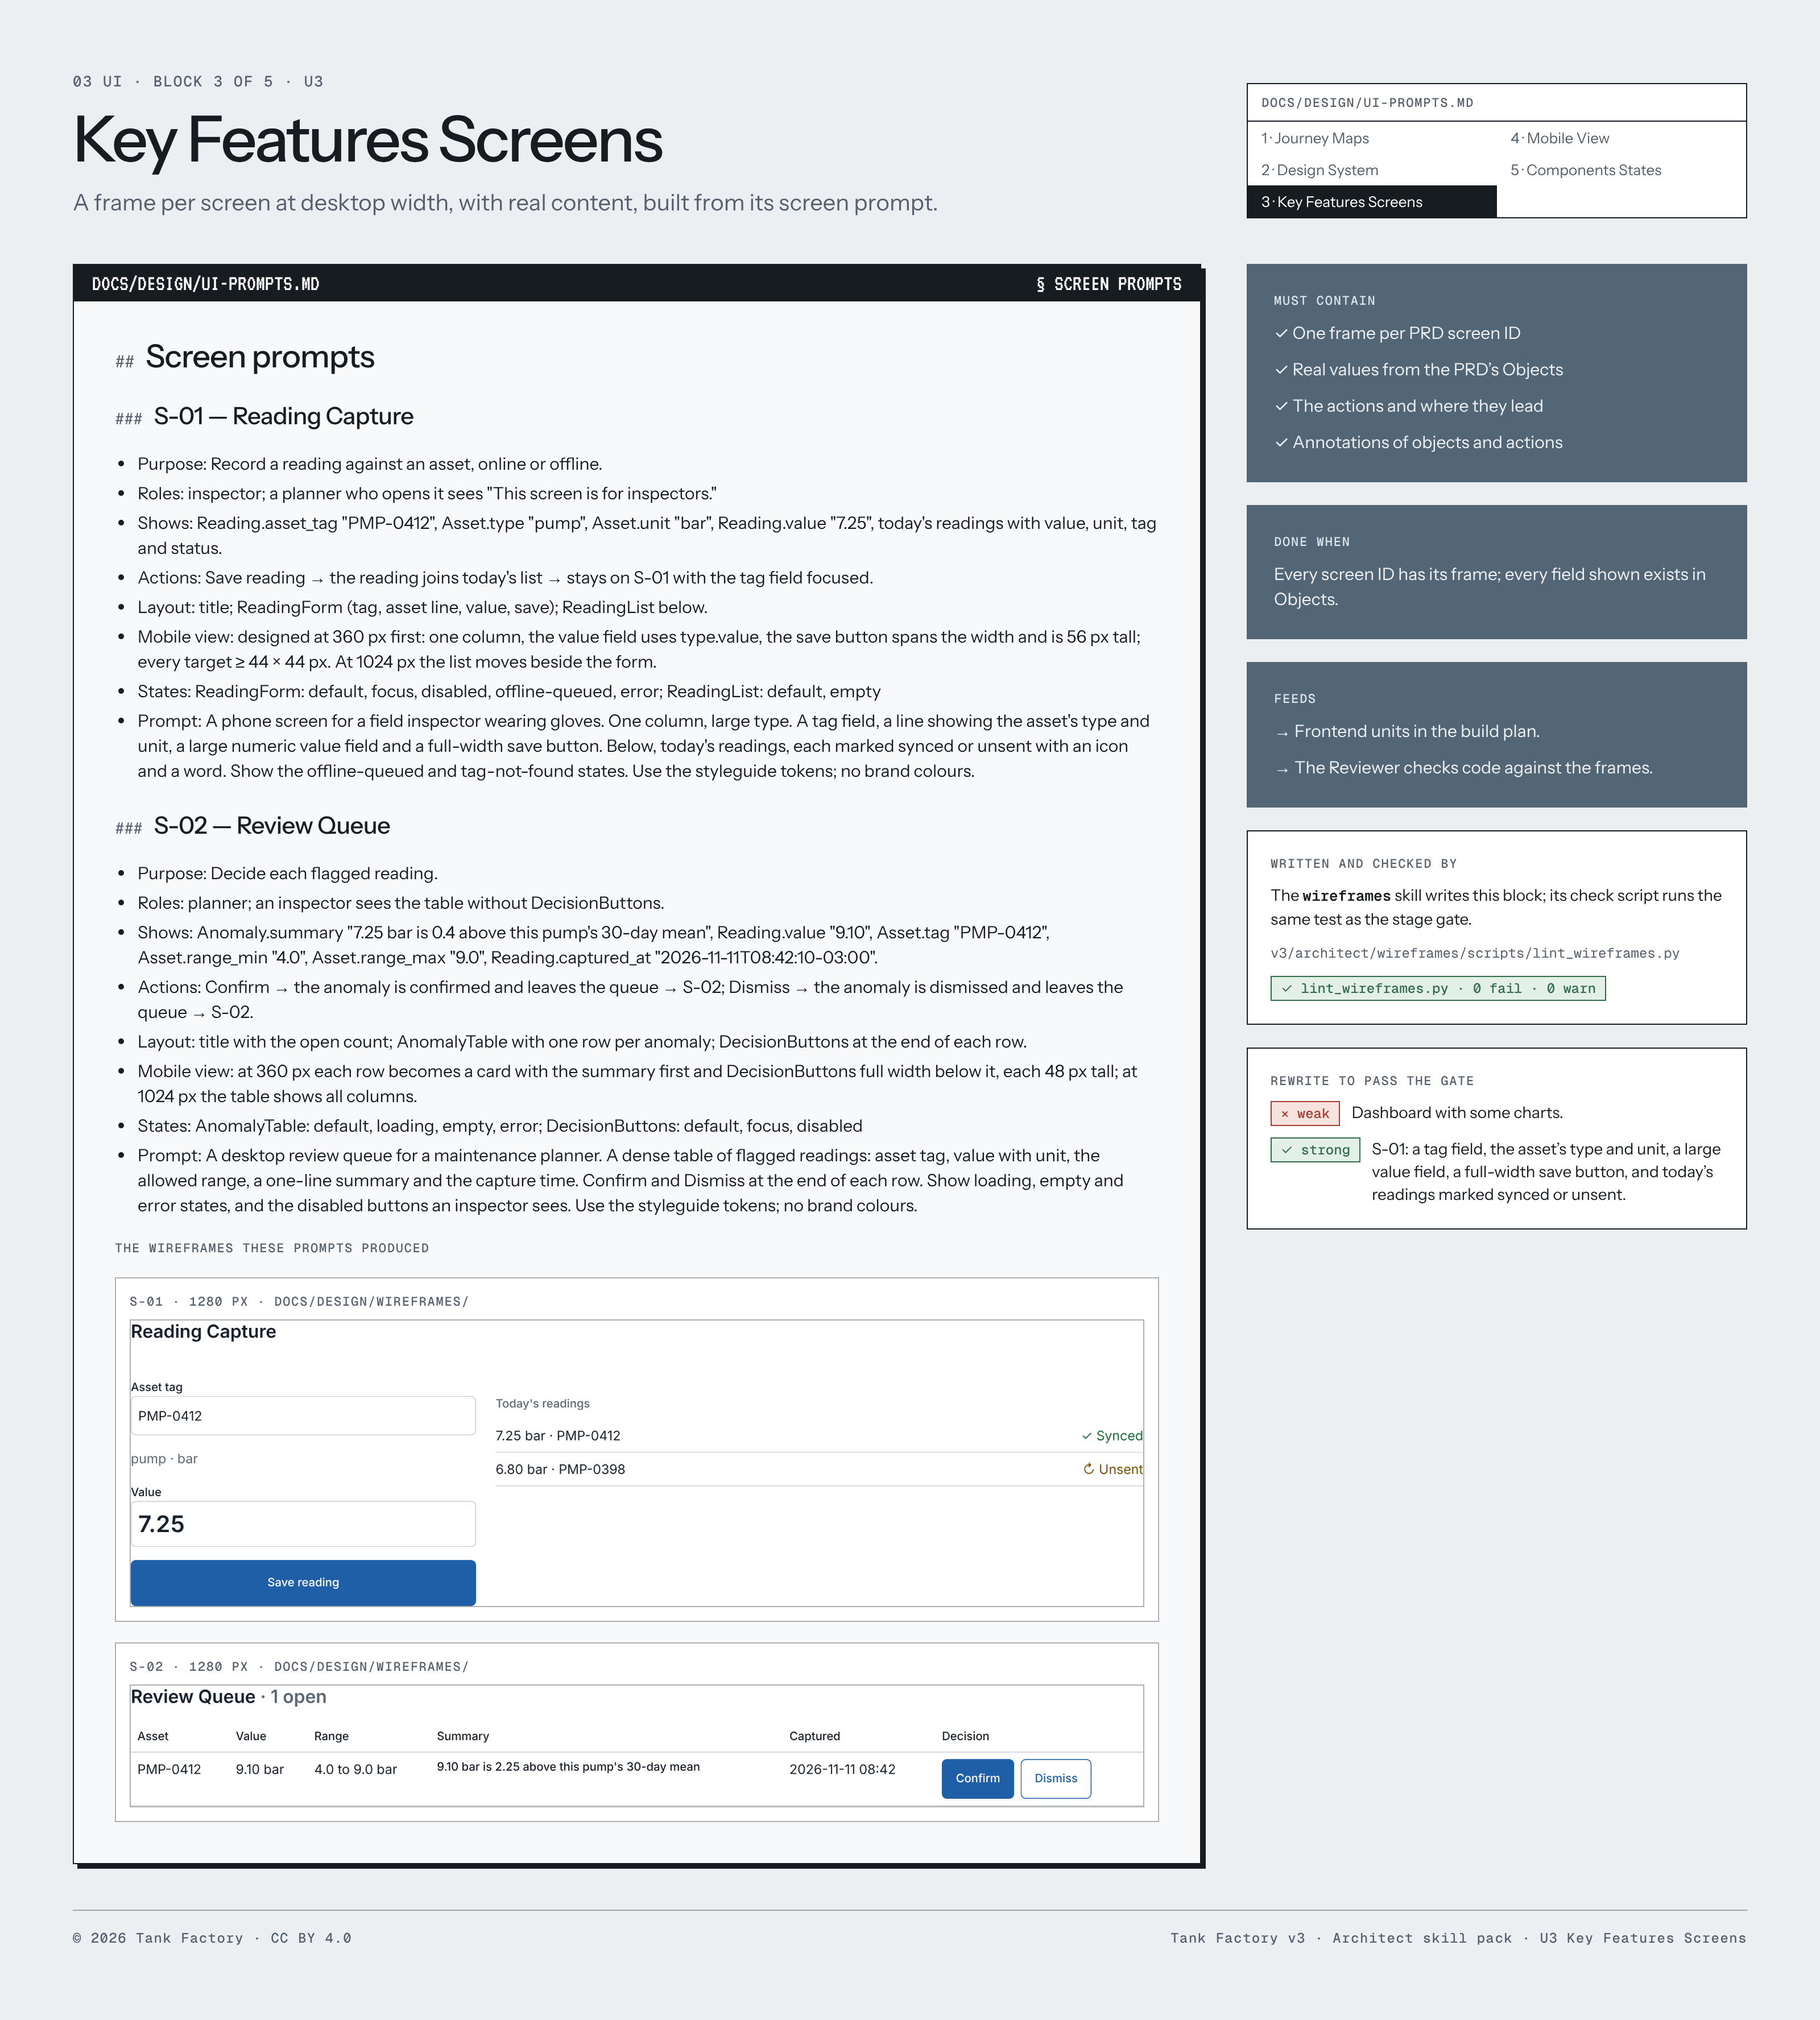 03 UI · BLOCK 3 OF 5 · U3
Key Features Screens
A frame per screen at desktop width, with real content, built from its screen prompt.
DOCS/DESIGN/UI-PROMPTS.MD
1·Journey Maps
2·Design System
3·Key Features Screens
4·Mobile View
5·Components States
DOCS/DESIGN/UI-PROMPTS.MD
§ SCREEN PROMPTS
## Screen prompts
### S-01 — Reading Capture
• Purpose: Record a reading against an asset, online or offline.
• Roles: inspector; a planner who opens it sees "This screen is for inspectors."
• Shows: Reading.asset_tag "PMP-0412", Asset.type "pump", Asset.unit "bar", Reading.value "7.25", today's readings with value, unit, tag
and status.
• Actions: Save reading → the reading joins today's list → stays on S-01 with the tag field focused.
• Layout: title; ReadingForm (tag, asset line, value, save); ReadingList below.
• Mobile view: designed at 360 px first: one column, the value field uses type.value, the save button spans the width and is 56 px tall;
every target ≥ 44 × 44 px. At 1024 px the list moves beside the form.
• States: ReadingForm: default, focus, disabled, offline-queued, error; ReadingList: default, empty
• Prompt: A phone screen for a field inspector wearing gloves. One column, large type. A tag field, a line showing the asset's type and
unit, a large numeric value field and a full-width save button. Below, today's readings, each marked synced or unsent with an icon
and a word. Show the offline-queued and tag-not-found states. Use the styleguide tokens; no brand colours.
### S-02 — Review Queue
• Purpose: Decide each flagged reading.
• Roles: planner; an inspector sees the table without DecisionButtons.
• Shows: Anomaly.summary "7.25 bar is 0.4 above this pump's 30-day mean", Reading.value "9.10", Asset.tag "PMP-0412",
Asset.range_min "4.0", Asset.range_max "9.0", Reading.captured_at "2026-11-11T08:42:10-03:00".
• Actions: Confirm → the anomaly is confirmed and leaves the queue → S-02; Dismiss → the anomaly is dismissed and leaves the
queue → S-02.
• Layout: title with the open count; AnomalyTable with one row per anomaly; DecisionButtons at the end of each row.
• Mobile view: at 360 px each row becomes a card with the summary first and DecisionButtons full width below it, each 48 px tall; at
1024 px the table shows all columns.
• States: AnomalyTable: default, loading, empty, error; DecisionButtons: default, focus, disabled
• Prompt: A desktop review queue for a maintenance planner. A dense table of flagged readings: asset tag, value with unit, the
allowed range, a one-line summary and the capture time. Confirm and Dismiss at the end of each row. Show loading, empty and
error states, and the disabled buttons an inspector sees. Use the styleguide tokens; no brand colours.
THE WIREFRAMES THESE PROMPTS PRODUCED
S-01 · 1280 PX · DOCS/DESIGN/WIREFRAMES/
Reading Capture
Asset tag
PMP-0412
pump · bar
Value
7.25
Save reading
Today's readings
7.25 bar · PMP-0412 ✓ Synced
6.80 bar · PMP-0398 ↻ Unsent
S-02 · 1280 PX · DOCS/DESIGN/WIREFRAMES/
Review Queue · 1 open
Asset Value Range Summary Captured Decision
PMP-0412 9.10 bar 4.0 to 9.0 bar 9.10 bar is 2.25 above this pump's 30-day mean 2026-11-11 08:42 Confirm Dismiss
MUST CONTAIN
✓ One frame per PRD screen ID
✓ Real values from the PRD's Objects
✓ The actions and where they lead
✓ Annotations of objects and actions
DONE WHEN
Every screen ID has its frame; every field shown exists in
Objects.
FEEDS
→ Frontend units in the build plan.
→ The Reviewer checks code against the frames.
WRITTEN AND CHECKED BY
The wireframes skill writes this block; its check script runs the
same test as the stage gate.
v3/architect/wireframes/scripts/lint_wireframes.py
✓ lint_wireframes.py · 0 fail · 0 warn
REWRITE TO PASS THE GATE
× weak Dashboard with some charts.
✓ strong S-01: a tag field, the asset's type and unit, a large
value field, a full-width save button, and today's
readings marked synced or unsent.
© 2026 Tank Factory · CC BY 4.0
Tank Factory v3 · Architect skill pack · U3 Key Features Screens